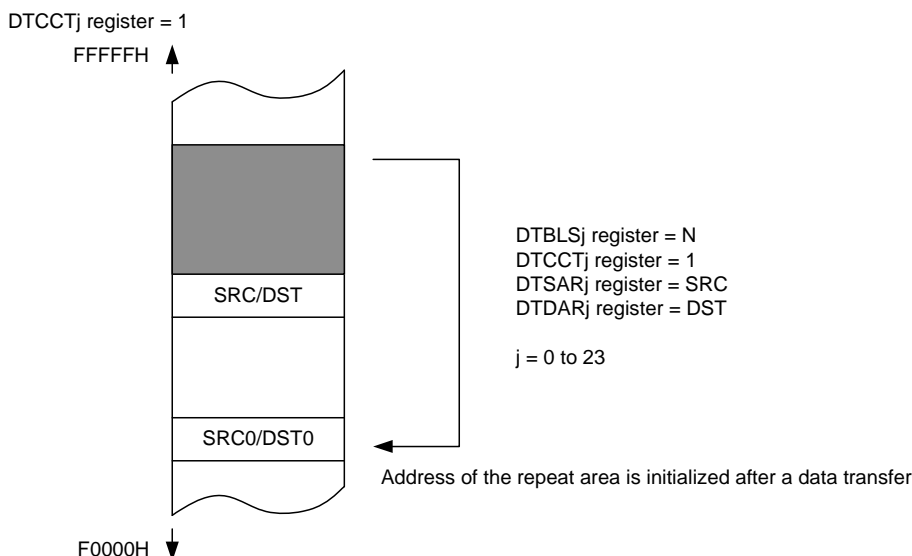 DTCCTj register = 1
FFFFFH
DTBLSj register = N
DTCCTj register = 1
DTSARj register = SRC
DTDARj register = DST
j = 0 to 23
SRC/DST
SRC0/DST0
Address of the repeat area is initialized after a data transfer
F0000H